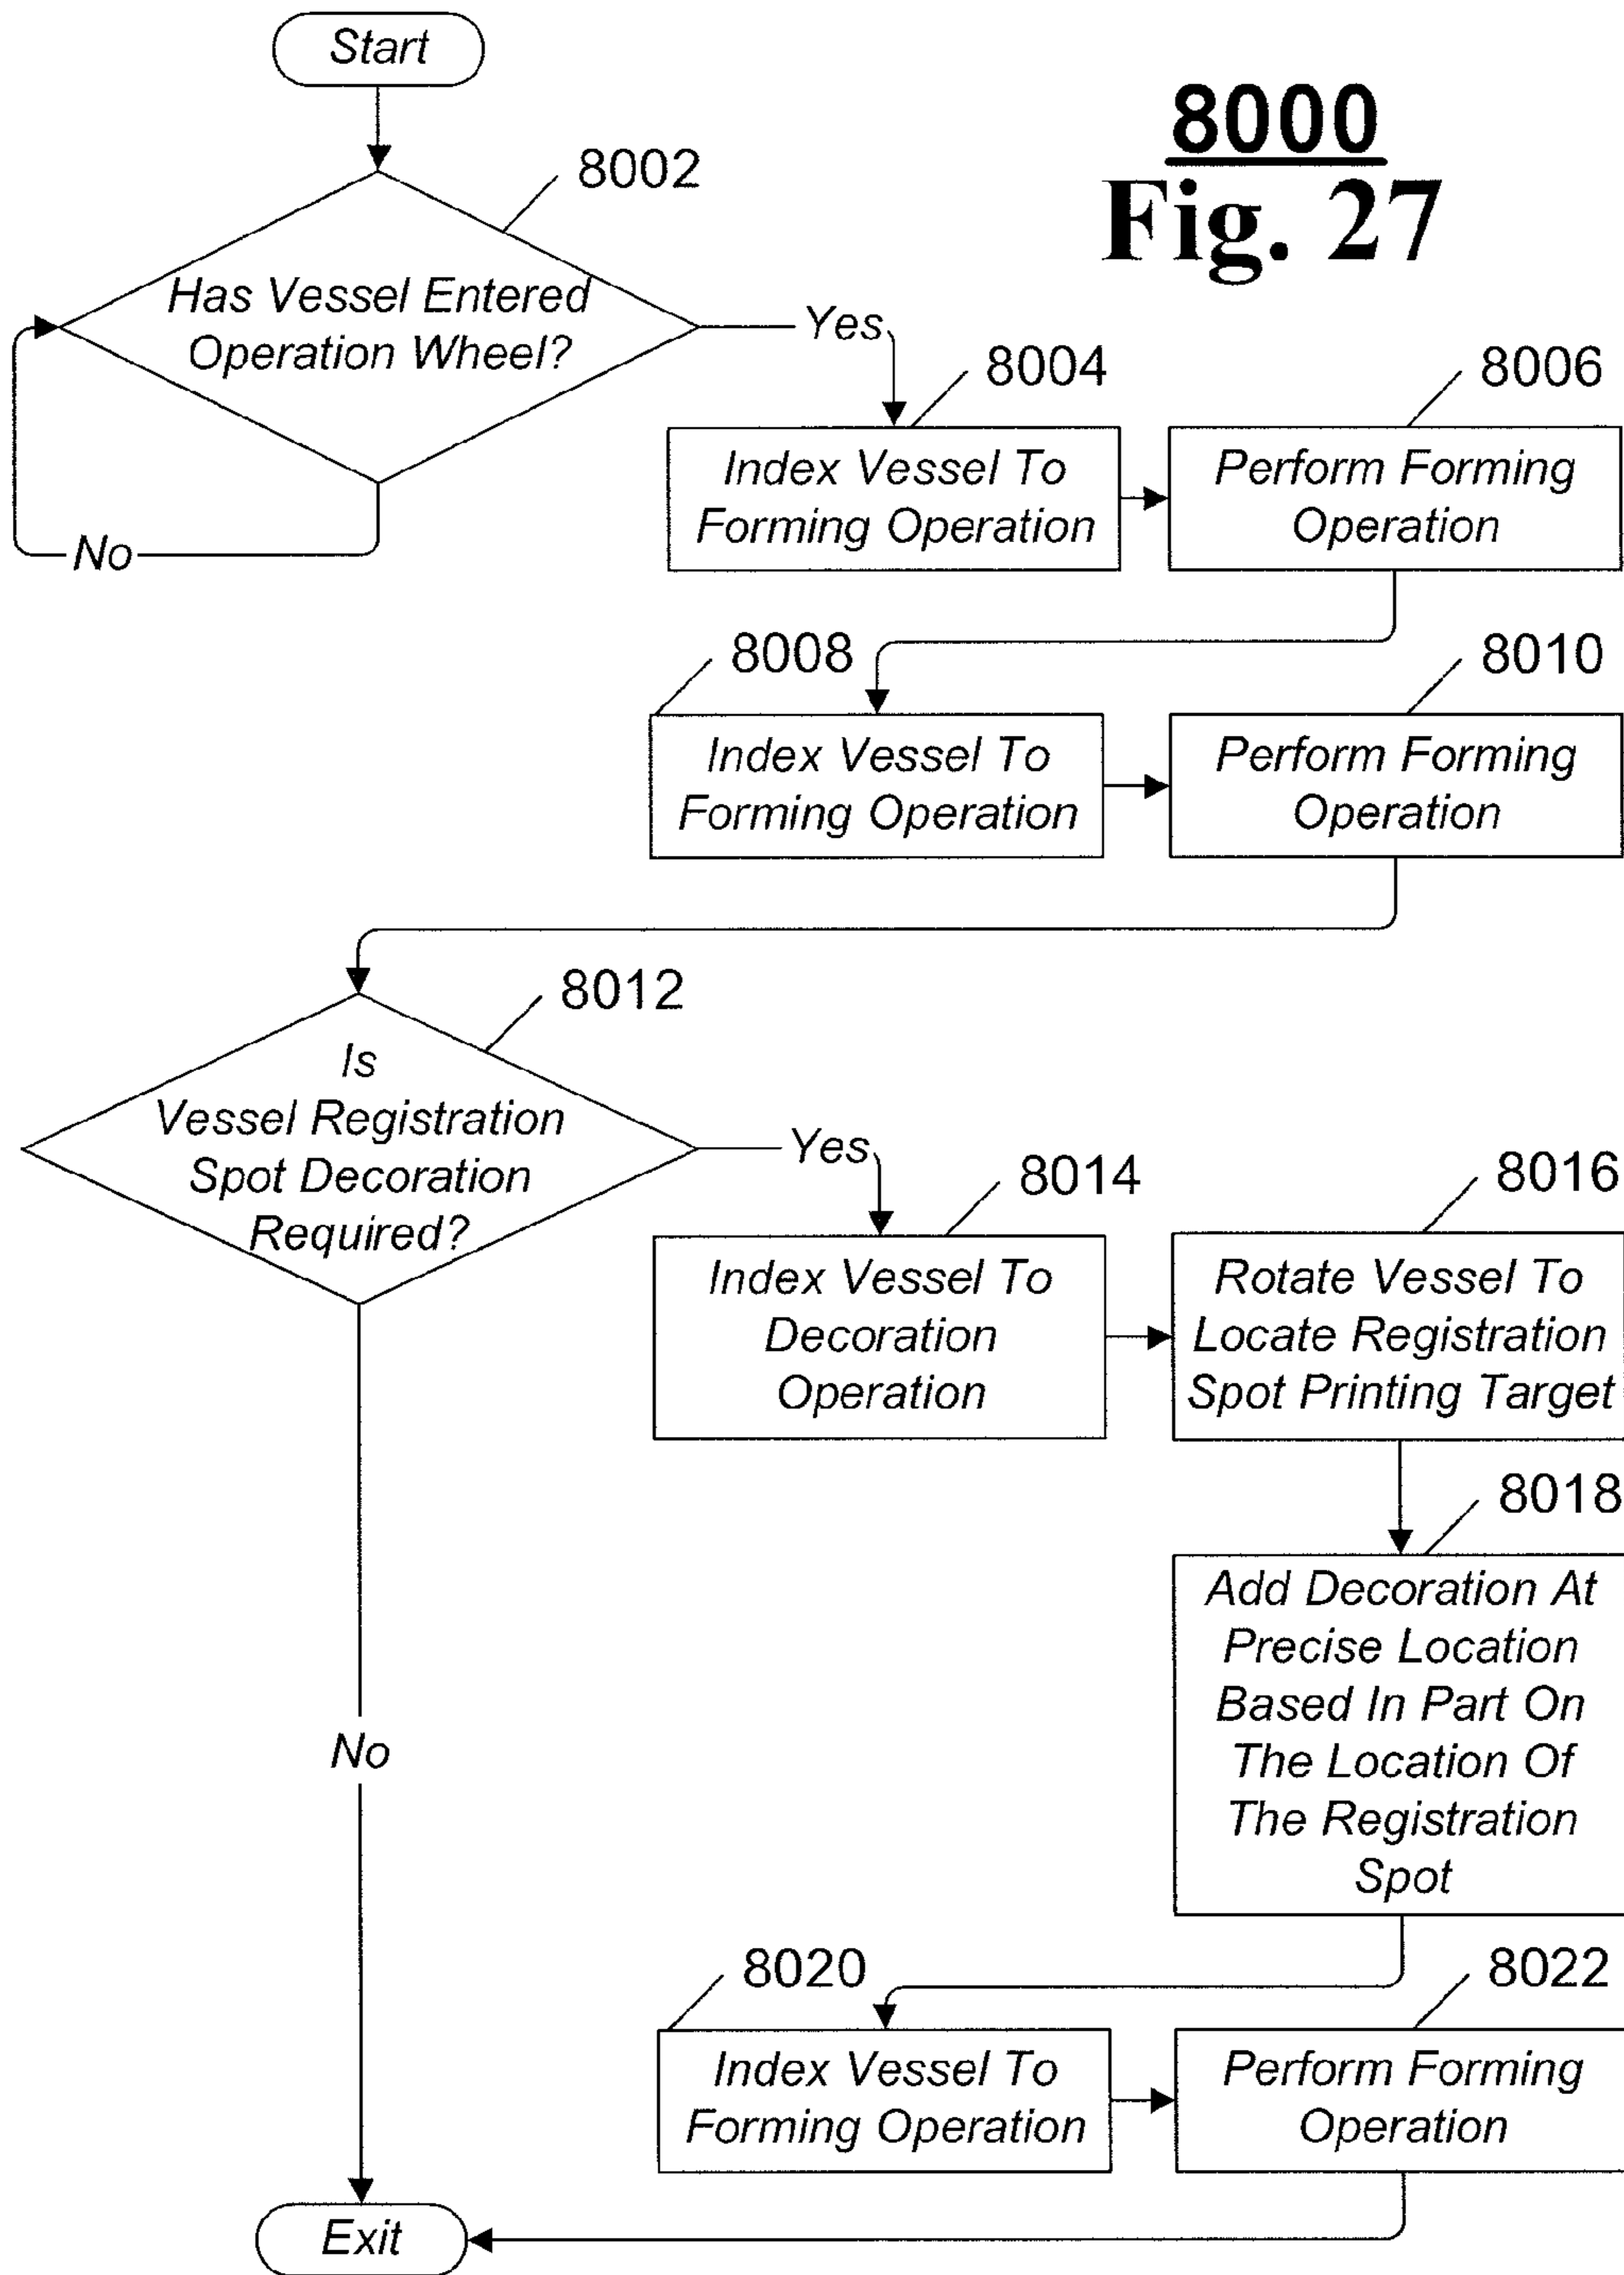 Start
8000
Fig. 27
8002
Has Vessel Entered
Operation Wheel?
Yes
No
8004
Index Vessel To
Forming Operation
8006
Perform Forming
Operation
8008
Index Vessel To
Forming Operation
8010
Perform Forming
Operation
8012
Is
Vessel Registration
Spot Decoration
Required?
Yes
8014
Index Vessel To
Decoration
Operation
8016
Rotate Vessel To
Locate Registration
Spot Printing Target
8018
Add Decoration At
Precise Location
Based In Part On
The Location Of
The Registration
Spot
No
8020
Index Vessel To
Forming Operation
8022
Perform Forming
Operation
Exit